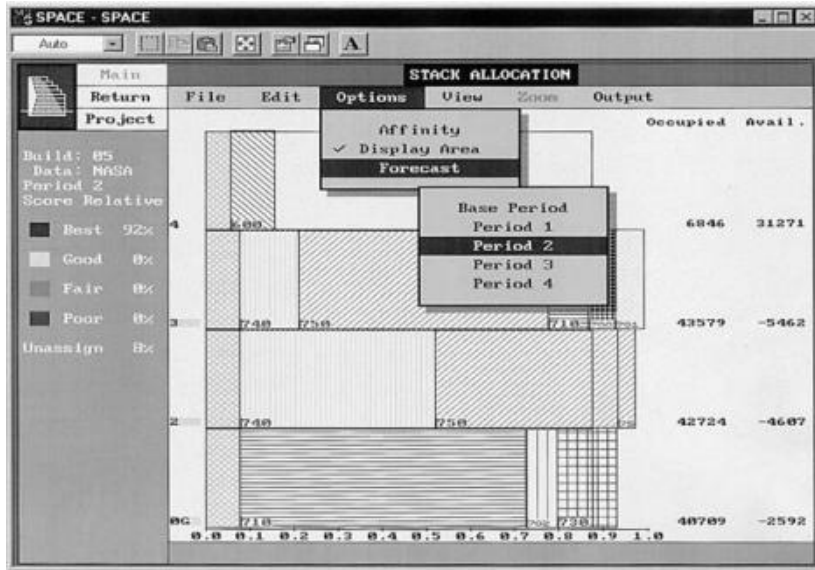 SPACE - SPACE
Auto
A
Main
STACK ALLOCATION
Return File Edit Options View Zoom Output
Project
Occupied Avail.
Affinity
✓ Display Area
Forecast
Build: 05
Data: NASA
Period 2
Score Relative
Base Period
Period 1
Period 2
Period 3
Period 4
Best 92%
Good 0%
Fair 0%
Poor 0%
Unassign 8%
4 600 6846 31271
3 740 750 710 43579 -5462
2 740 750 42724 -4607
0G 710 702 730 40709 -2592
0.0 0.1 0.2 0.3 0.4 0.5 0.6 0.7 0.8 0.9 1.0